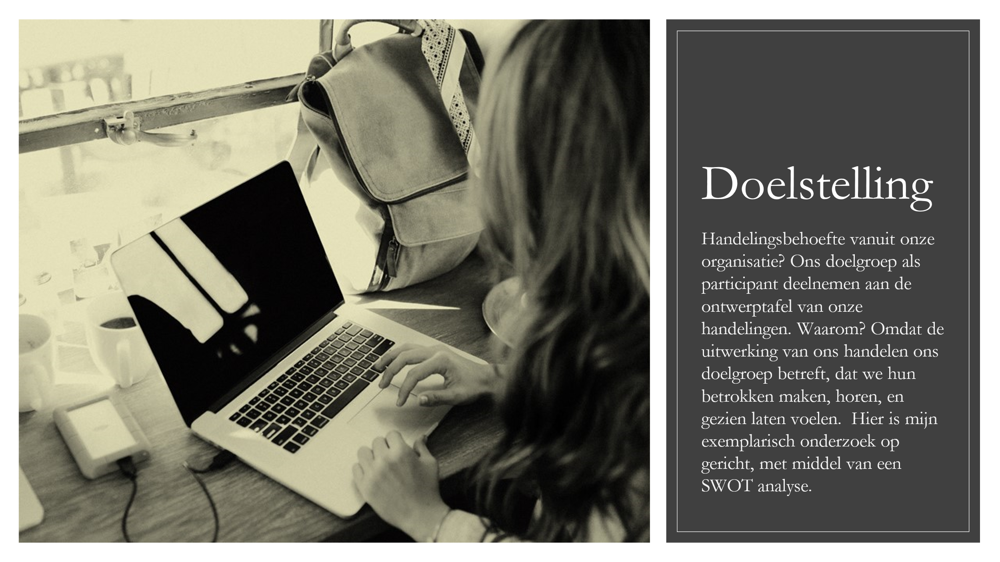 Doelstelling
Handelingsbehoefte vanuit onze
organisatie? Ons doelgroep als
participant deelnemen aan de
ontwerptafel van onze
handelingen. Waarom? Omdat de
uitwerking van ons handelen ons
doelgroep betreft, dat we hun
betrokken maken, horen, en
gezien laten voelen.  Hier is mijn
exemplarisch onderzoek op
gericht, met middel van een
SWOT analyse.